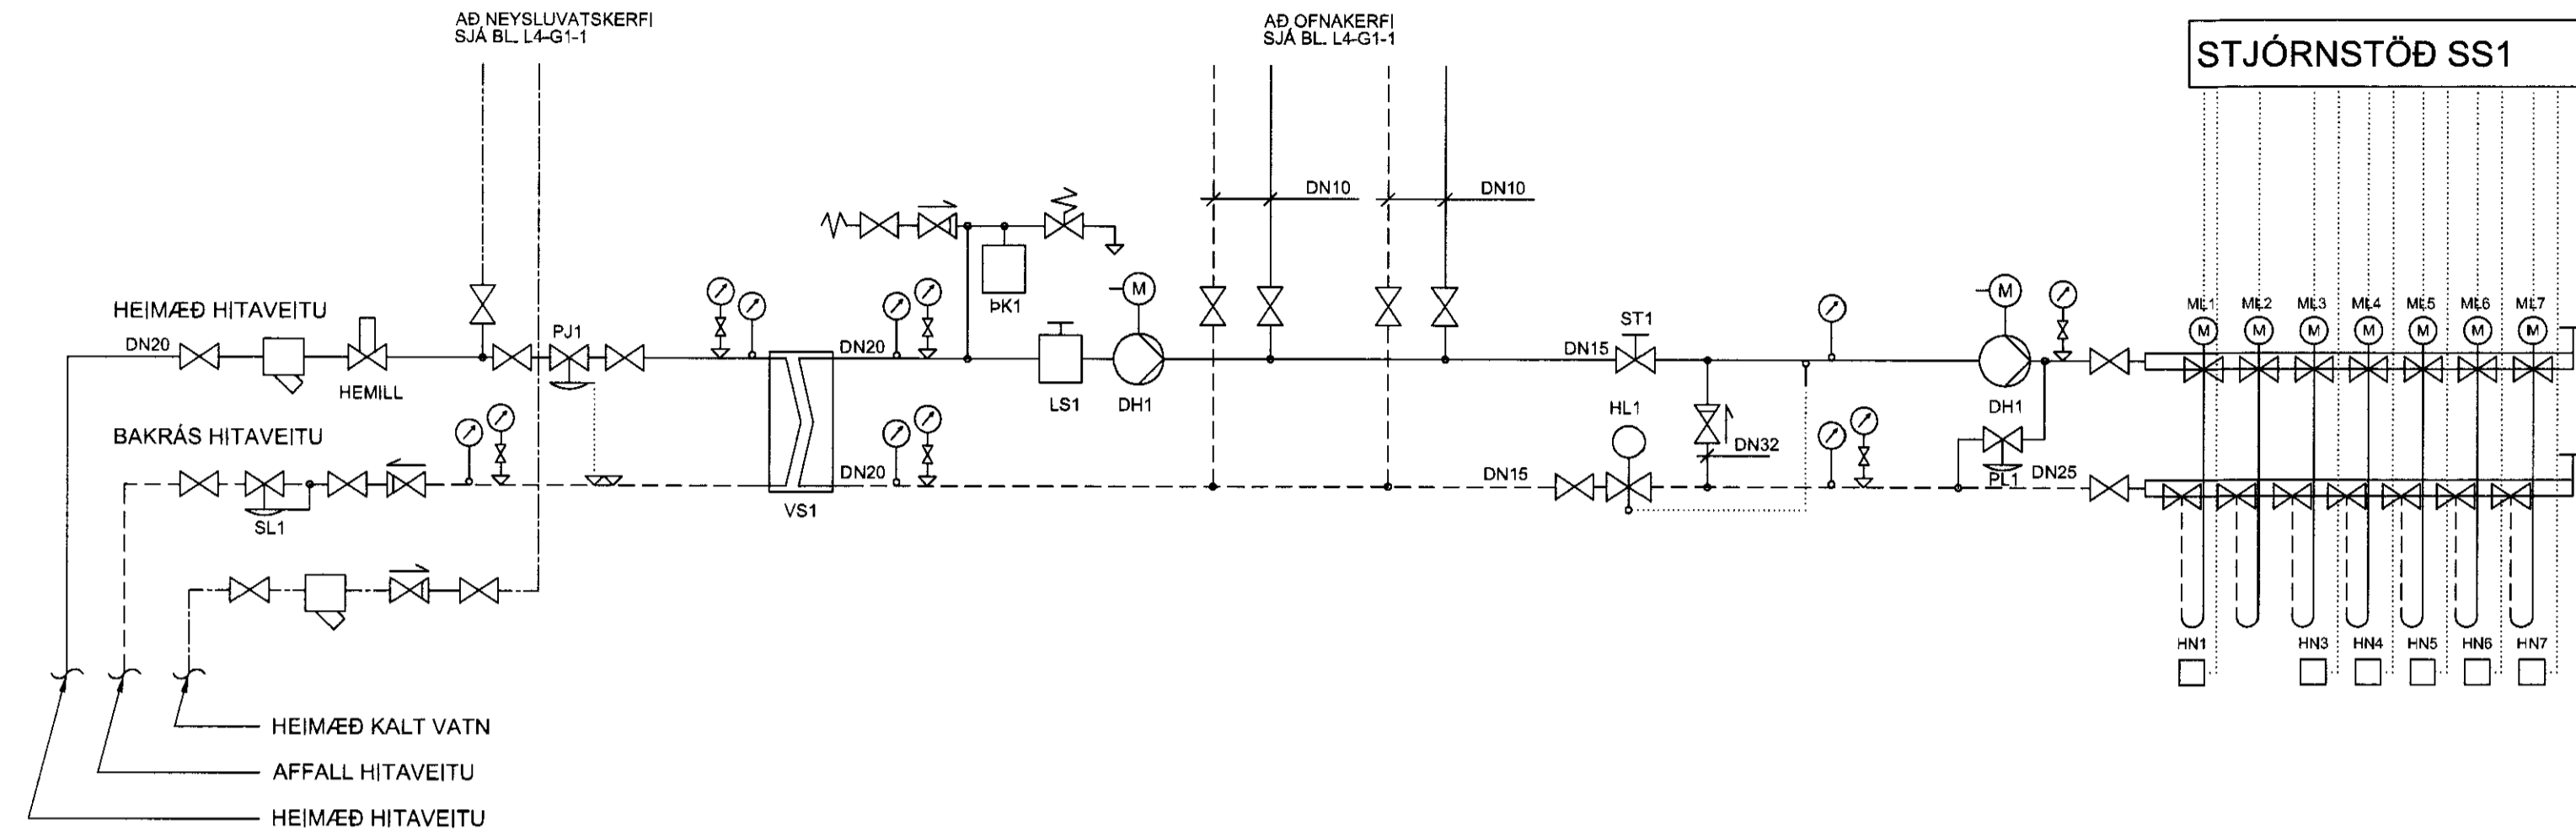 AÐ NEYSLUVATSKERFI
SJÁ BL. L4-G1-1
AÐ OFNAKERFI
SJÁ BL. L4-G1-1
STJÓRNSTÖÐ SS1
DN10
DN10
HEIMÆÐ HITAVEITU
DN20
HEMILL
PJ1
ÞK1
M
DN20
LS1
DH1
DN15
ST1
M
DH1
ML1
ML2
ML3
ML4
ML5
ML6
ML7
M
M
M
M
M
M
M
BAKRÁS HITAVEITU
SL1
VS1
DN20
HL1
DN15
DN32
PL1
DN25
HN1
HN3
HN4
HN5
HN6
HN7
HEIMÆÐ KALT VATN
AFFALL HITAVEITU
HEIMÆÐ HITAVEITU